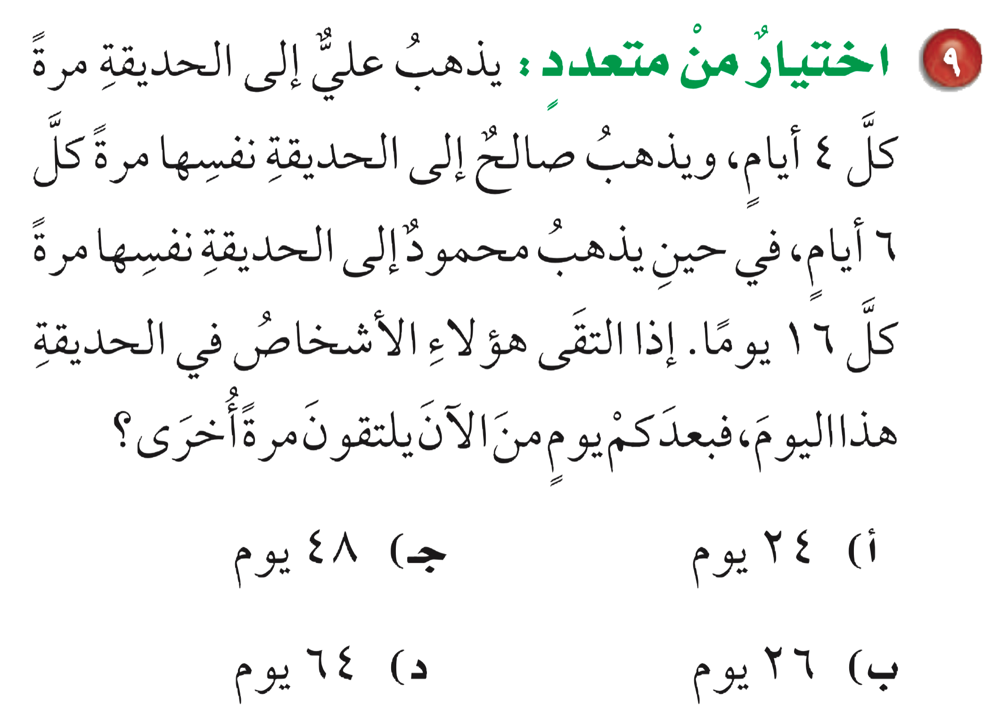 ٩ اختيارٌ منْ متعددٍ: يذهبُ عليٌّ إلى الحديقةِ مرةً
كلَّ ٤ أيامٍ، ويذهبُ صالحٌ إلى الحديقةِ نفسِها مرةً كلَّ
٦ أيامٍ، في حينِ يذهبُ محمودٌ إلى الحديقةِ نفسِها مرةً
كلَّ ١٦ يومًا. إذا التقَى هؤلاءِ الأشخاصُ في الحديقةِ
هذا اليومَ، فبعدَ كمْ يومٍ منَ الآنَ يلتقونَ مرةً أُخرَى؟
أ) ٢٤ يوم جـ) ٤٨ يوم
ب) ٢٦ يوم د) ٦٤ يوم